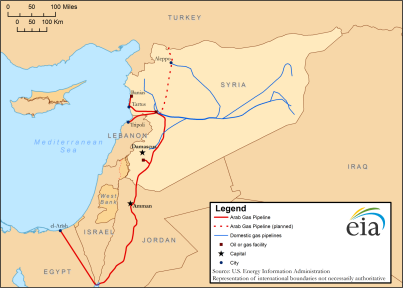 0 50 100 Miles
0 50 100 Km
TURKEY
Aleppo
SYRIA
Banias
Tartus
Mediterranean
Sea
Tripoli
LEBANON
Damascus
IRAQ
West
Bank
Amman
el-Arish
ISRAEL
JORDAN
EGYPT
Legend
Arab Gas Pipeline
Arab Gas Pipeline (planned)
Domestic gas pipelines
Oil or gas facility
Capital
City
eia
Source: U.S. Energy Information Administration
Representation of international boundaries not necessarily authoritative